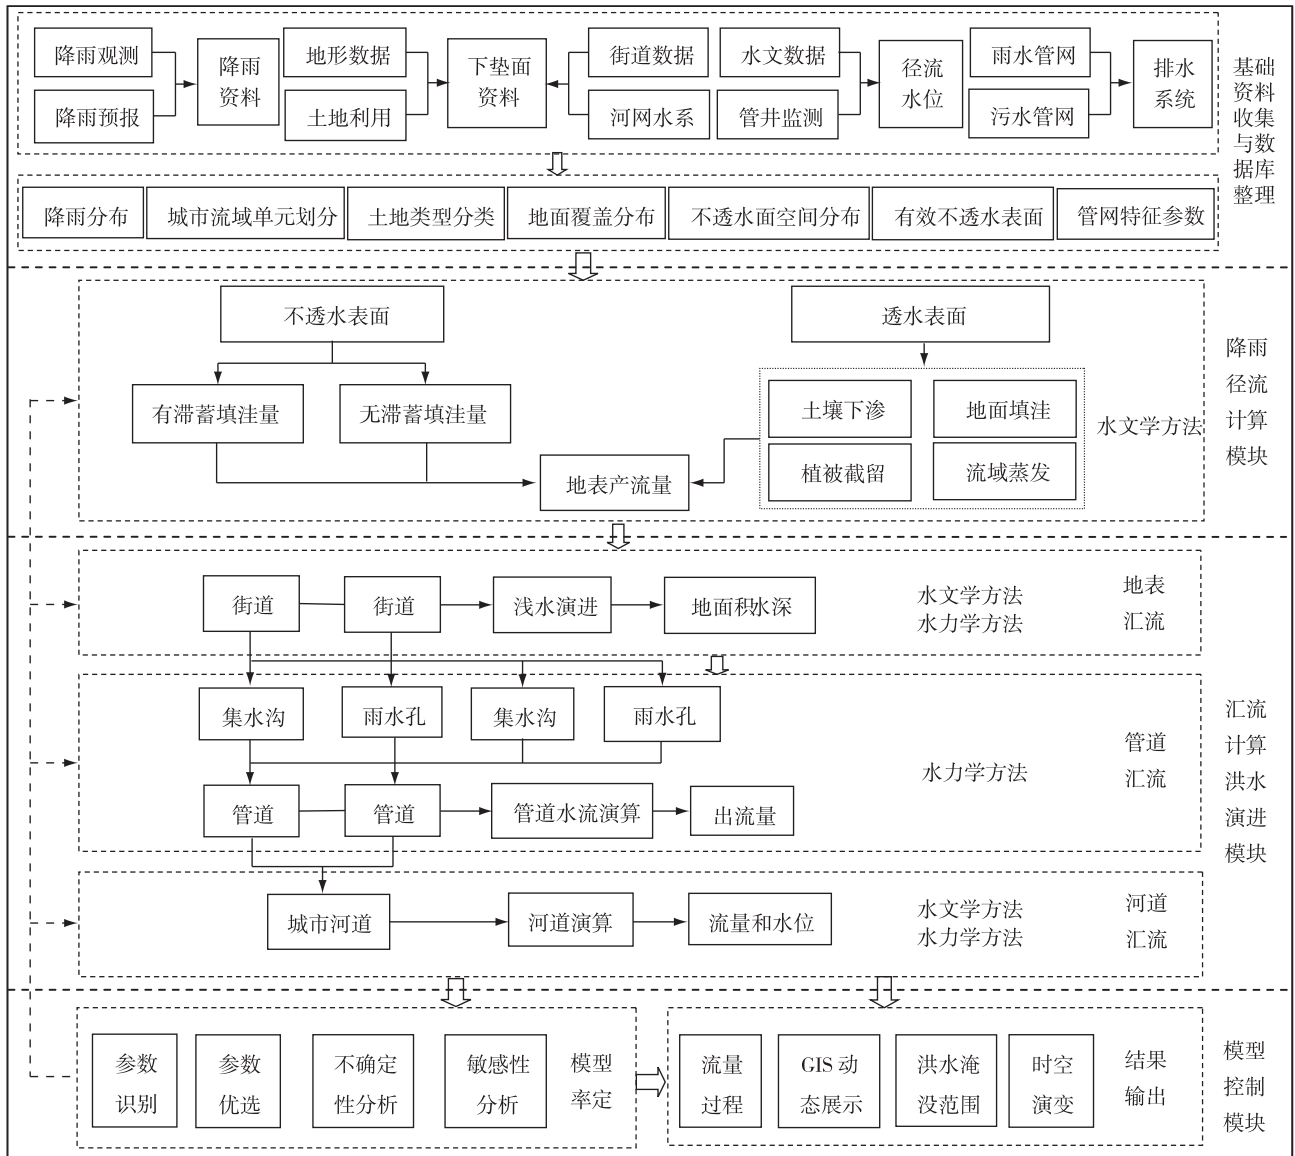 降雨观测
降雨预报
降雨
资料
地形数据
土地利用
下垫面
资料
街道数据
河网水系
水文数据
管井监测
径流
水位
雨水管网
污水管网
排水
系统
基础
资料
收集
与数
据库
整理
降雨分布
城市流域单元划分
土地类型分类
地面覆盖分布
不透水面空间分布
有效不透水表面
管网特征参数
不透水表面
透水表面
有滞蓄填洼量
无滞蓄填洼量
土壤下渗
地面填洼
植被截留
流域蒸发
地表产流量
水文学方法
降雨
径流
计算
模块
街道
街道
浅水演进
地面积水深
水文学方法
水力学方法
地表
汇流
集水沟
雨水孔
集水沟
雨水孔
管道
管道
管道水流演算
出流量
水力学方法
管道
汇流
城市河道
河道演算
流量和水位
水文学方法
水力学方法
河道
汇流
汇流
计算
洪水
演进
模块
参数
识别
参数
优选
不确定
性分析
敏感性
分析
模型
率定
流量
过程
GIS 动
态展示
洪水淹
没范围
时空
演变
结果
输出
模型
控制
模块